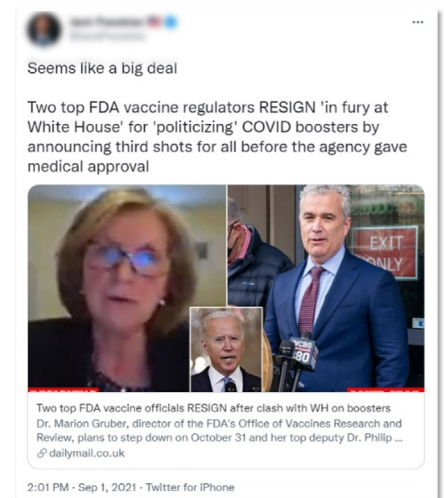 Seems like a big deal
Two top FDA vaccine regulators RESIGN 'in fury at
White House' for 'politicizing' COVID boosters by
announcing third shots for all before the agency gave
medical approval
EXIT
ONLY
80
Two top FDA vaccine officials RESIGN after clash with WH on boosters
Dr. Marion Gruber, director of the FDA's Office of Vaccines Research and
Review, plans to step down on October 31 and her top deputy Dr. Philip ...
dailymail.co.uk
2:01 PM · Sep 1, 2021 · Twitter for iPhone